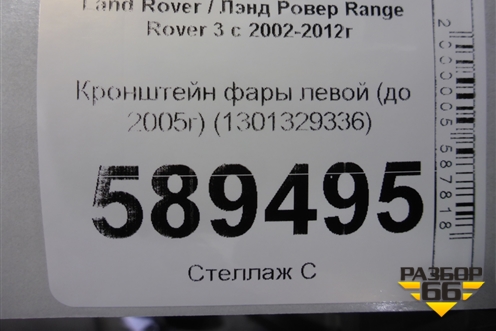 Land Rover / Лэнд Ровер Range
Rover 3 с 2002-2012г
Кронштейн фары левой (до
2005г) (1301329336)
589495
Стеллаж С
2000005587818
РАЗБОР
66